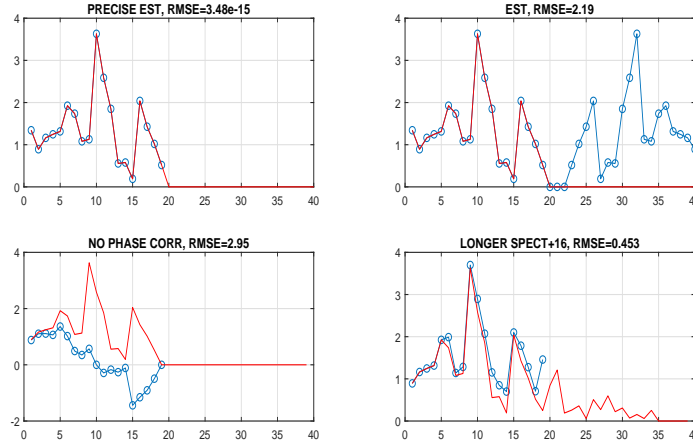 PRECISE EST, RMSE=3.48e-15
4
3
2
1
0
0 5 10 15 20 25 30 35 40
EST, RMSE=2.19
4
3
2
1
0
0 5 10 15 20 25 30 35 40
NO PHASE CORR, RMSE=2.95
4
2
0
-2
0 5 10 15 20 25 30 35 40
LONGER SPECT+16, RMSE=0.453
4
3
2
1
0
0 5 10 15 20 25 30 35 40